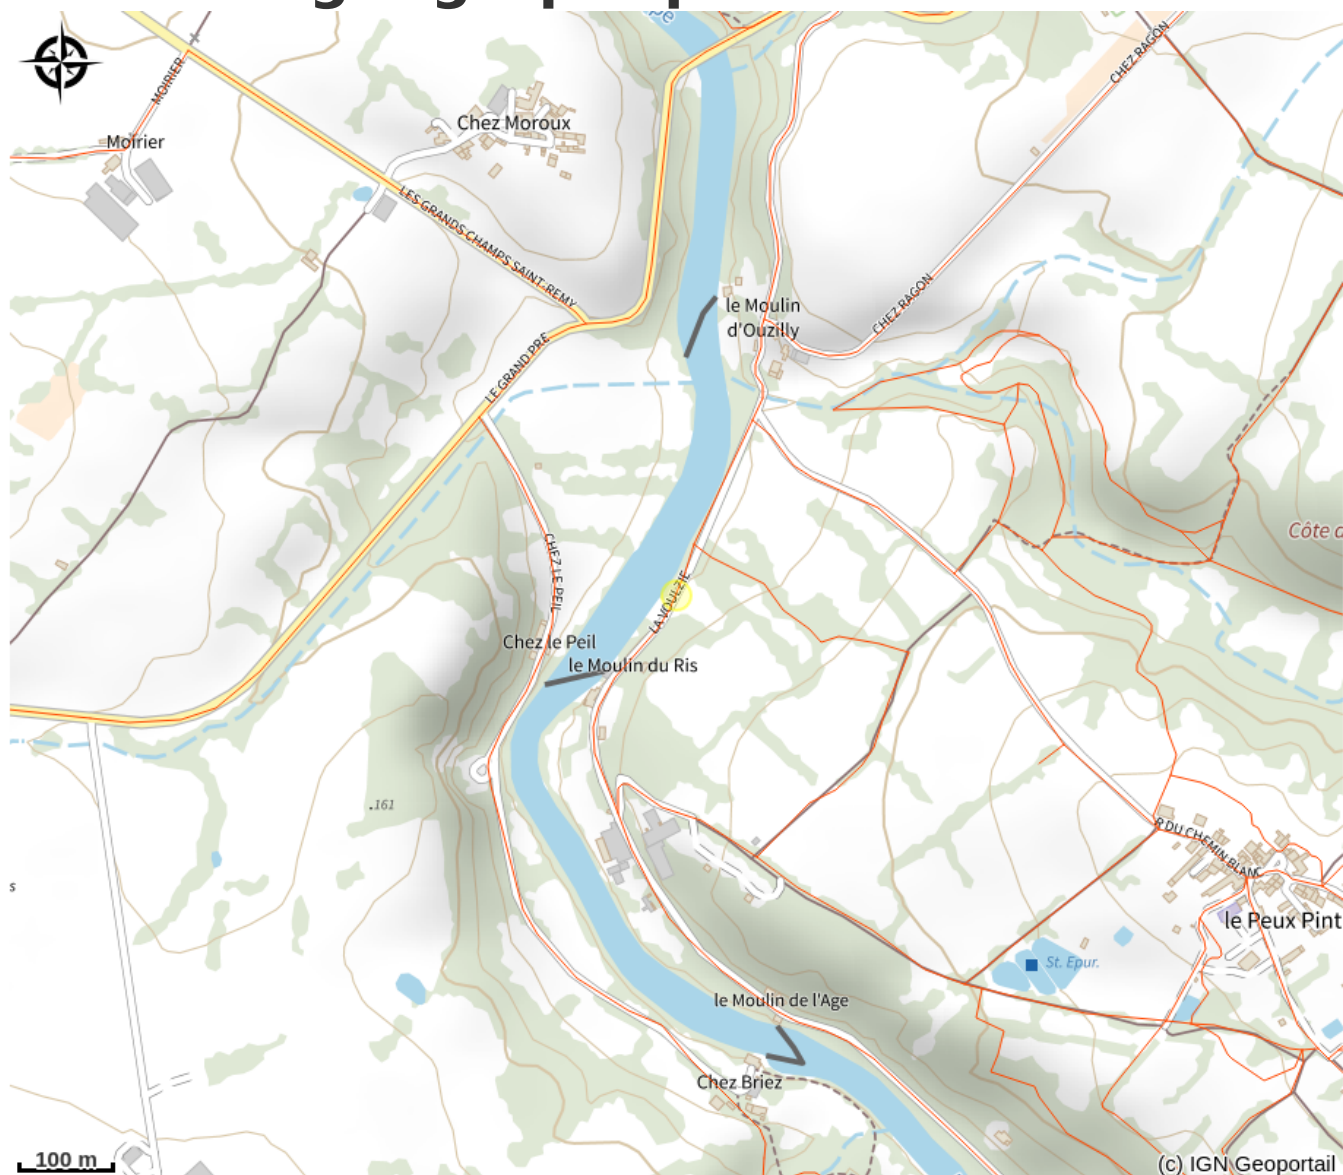 MOIRIER
Moirier
Chez Moroux
CHEZ RAGON
LES GRANDS CHAMPS SAINT-REMY
le Moulin
d'Ouzilly
CHEZ RAGON
LE GRAND PRE
CHEZ LE PEIL
Côte d
LA VOULZIE
Chez le Peil
le Moulin du Ris
.161
R DU CHEMIN BLANC
s
le Peux Pint
St. Epur.
le Moulin de l'Age
Chez Briez
100 m
(c) IGN Geoportail